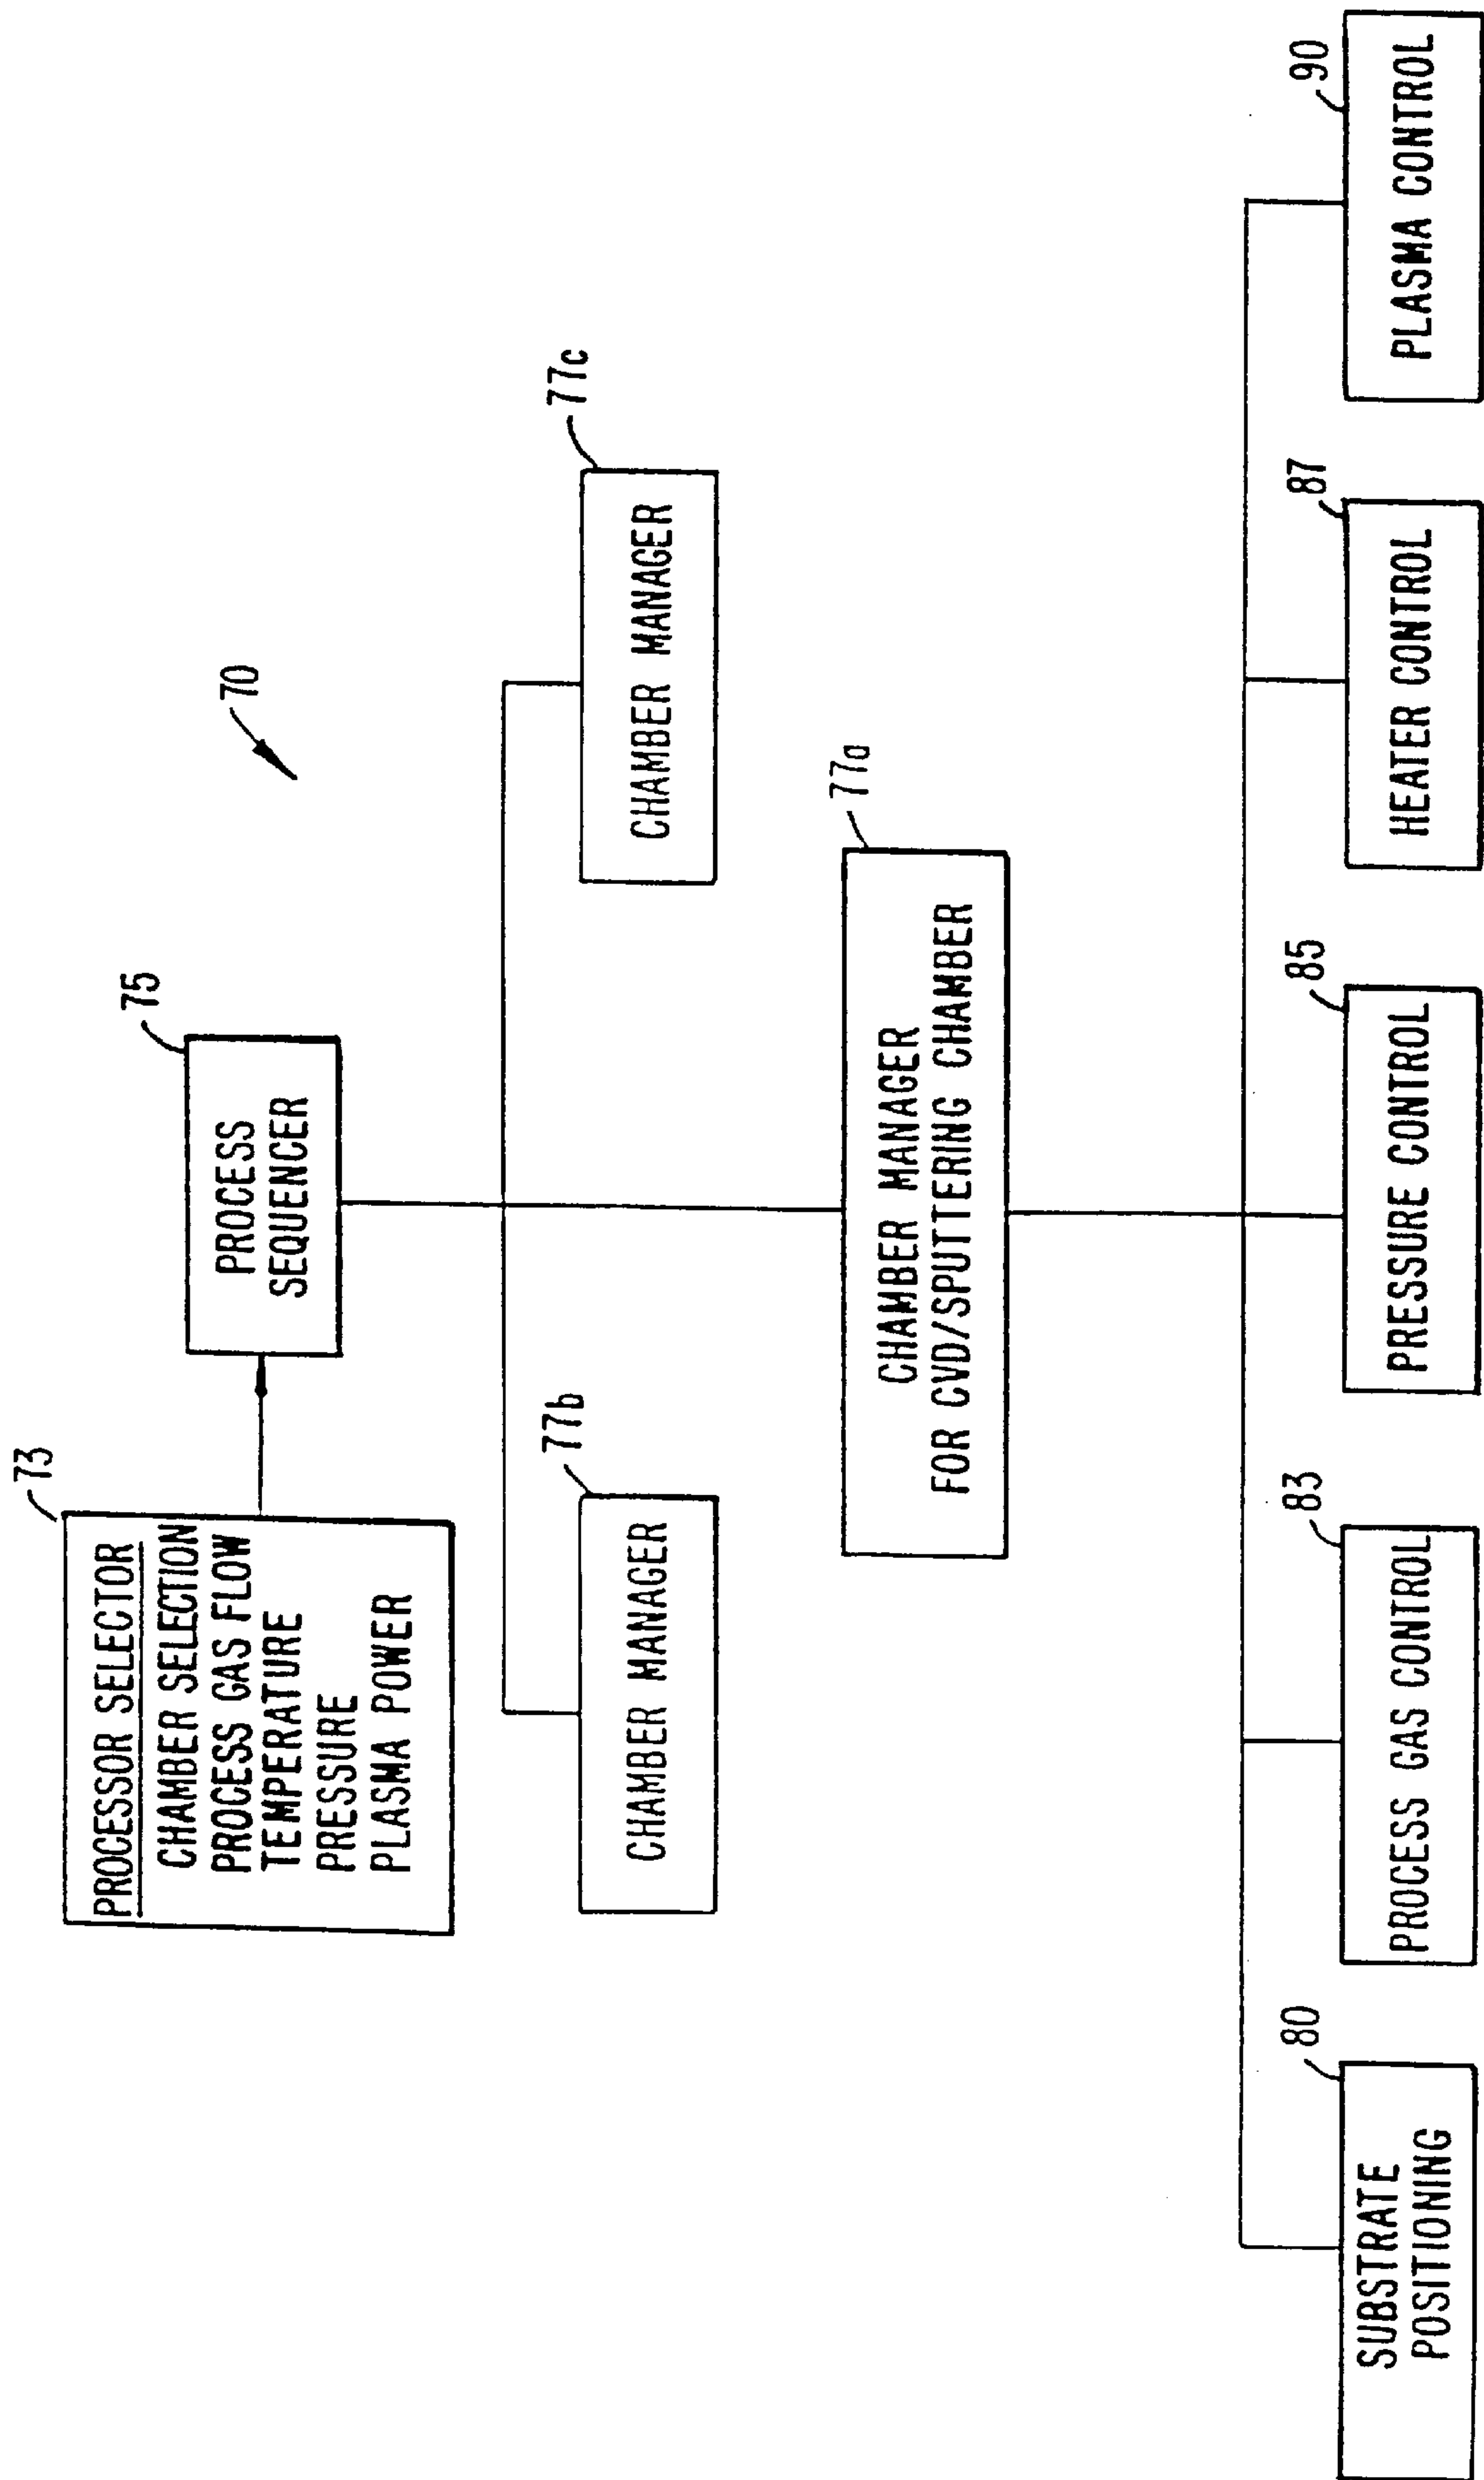 70
73
PROCESSOR SELECTOR
CHAMBER SELECTION
PROCESS GAS FLOW
TEMPERATURE
PRESSURE
PLASMA POWER
75
PROCESS
SEQUENCER
77b
CHAMBER MANAGER
77c
CHAMBER MANAGER
77a
CHAMBER MANAGER
FOR CVD/SPUTTERING CHAMBER
80
SUBSTRATE
POSITIONING
83
PROCESS GAS CONTROL
85
PRESSURE CONTROL
87
HEATER CONTROL
90
PLASMA CONTROL